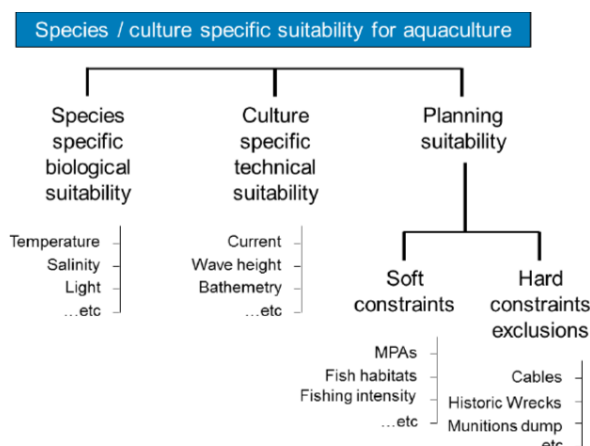 Species / culture specific suitability for aquaculture
Species
specific
biological
suitability
Temperature
Salinity
Light
...etc
Culture
specific
technical
suitability
Current
Wave height
Bathemetry
...etc
Planning
suitability
Soft
constraints
MPAs
Fish habitats
Fishing intensity
...etc
Hard
constraints
exclusions
Cables
Historic Wrecks
Munitions dump
etc